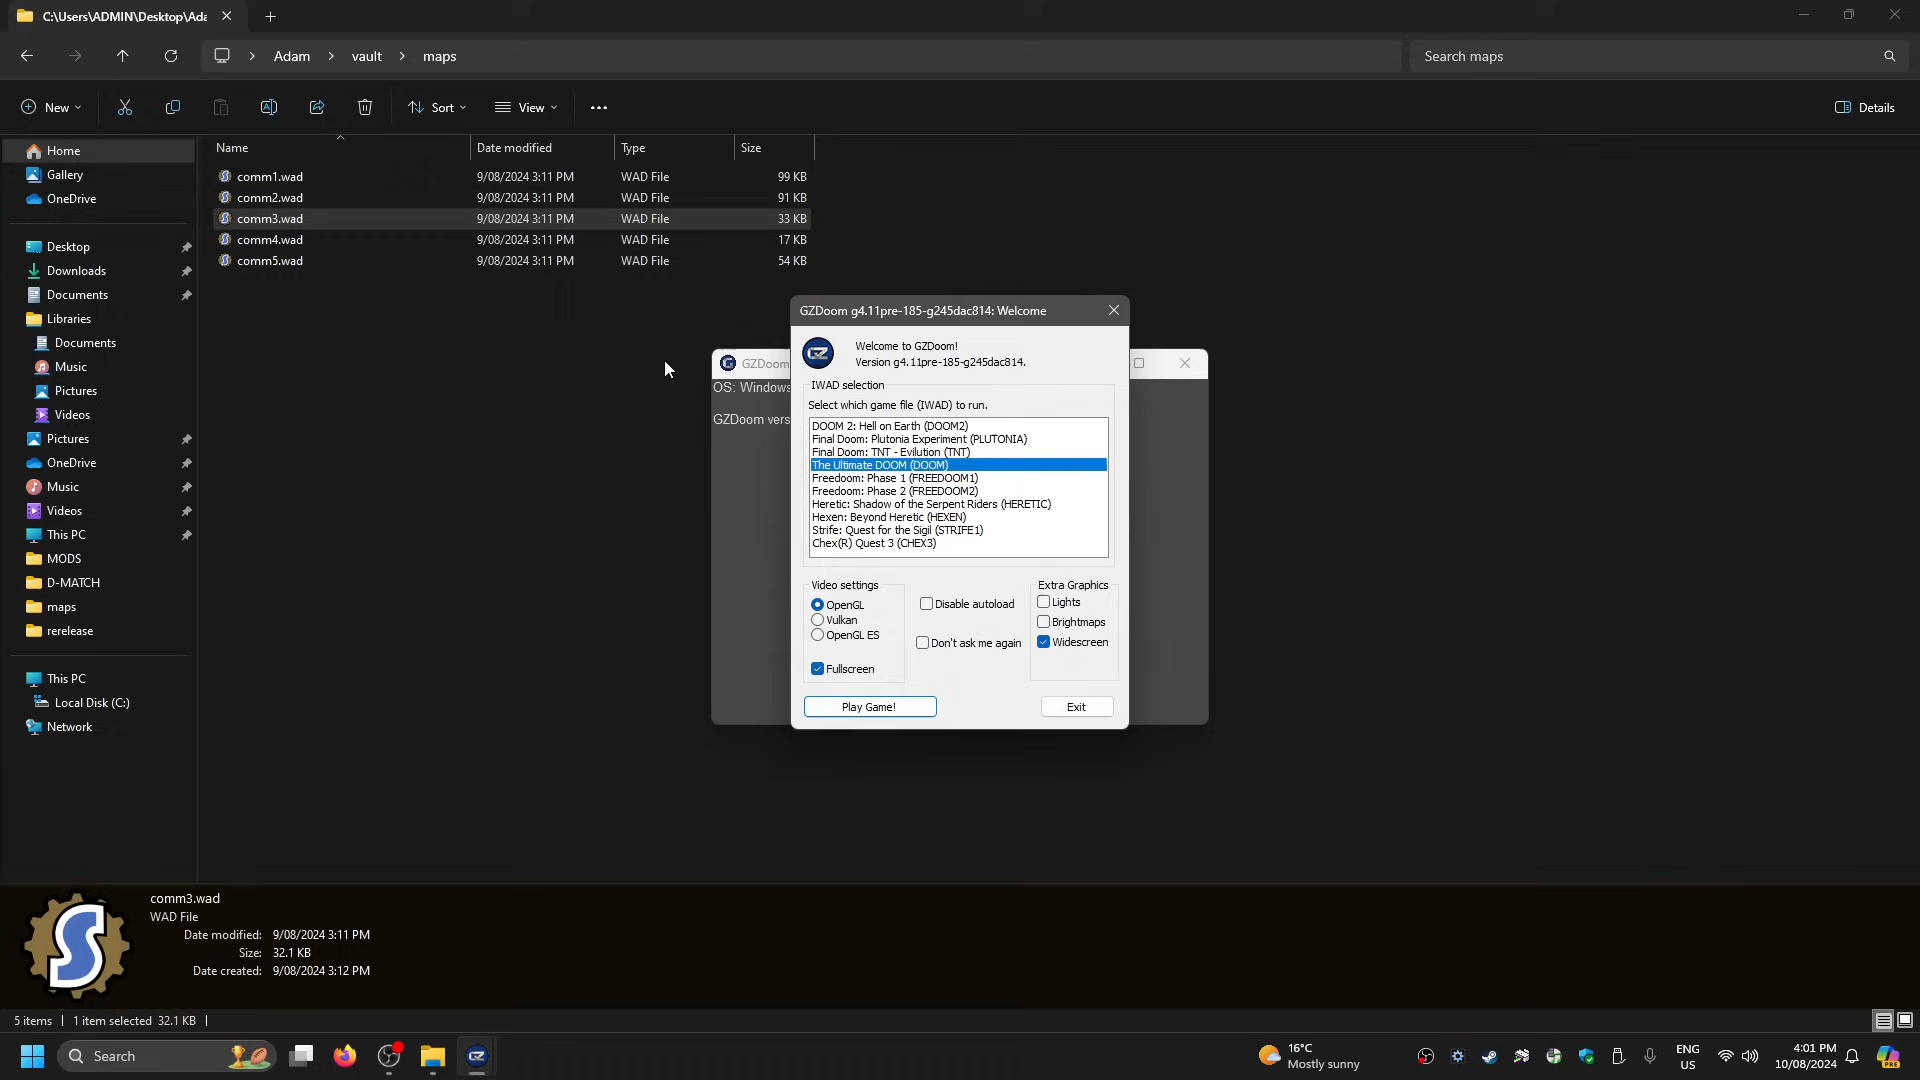 C:\Users\ADMIN\Desktop\Ada
Adam > vault > maps
Search maps
New
Sort
View
Details
Name Date modified Type Size
comm1.wad 9/08/2024 3:11 PM WAD File 99 KB
comm2.wad 9/08/2024 3:11 PM WAD File 91 KB
comm3.wad 9/08/2024 3:11 PM WAD File 33 KB
comm4.wad 9/08/2024 3:11 PM WAD File 17 KB
comm5.wad 9/08/2024 3:11 PM WAD File 54 KB
Home
Gallery
OneDrive
Desktop
Downloads
Documents
Libraries
Documents
Music
Pictures
Videos
Pictures
OneDrive
Music
Videos
This PC
MODS
D-MATCH
maps
rerelease
This PC
Local Disk (C:)
Network
GZDoom
OS: Windows
GZDoom vers
GZDoom g4.11pre-185-g245dac814: Welcome
Welcome to GZDoom!
Version g4.11pre-185-g245dac814.
IWAD selection
Select which game file (IWAD) to run.
DOOM 2: Hell on Earth (DOOM2)
Final Doom: Plutonia Experiment (PLUTONIA)
Final Doom: TNT - Evilution (TNT)
The Ultimate DOOM (DOOM)
Freedoom: Phase 1 (FREEDOOM1)
Freedoom: Phase 2 (FREEDOOM2)
Heretic: Shadow of the Serpent Riders (HERETIC)
Hexen: Beyond Heretic (HEXEN)
Strife: Quest for the Sigil (STRIFE1)
Chex(R) Quest 3 (CHEX3)
Video settings
OpenGL
Vulkan
OpenGL ES
Fullscreen
Disable autoload
Don't ask me again
Extra Graphics
Lights
Brightmaps
Widescreen
Play Game!
Exit
comm3.wad
WAD File
Date modified: 9/08/2024 3:11 PM
Size: 32.1 KB
Date created: 9/08/2024 3:12 PM
5 items | 1 item selected 32.1 KB |
Search
GZ
16°C
Mostly sunny
ENG
US
4:01 PM
10/08/2024
PRE